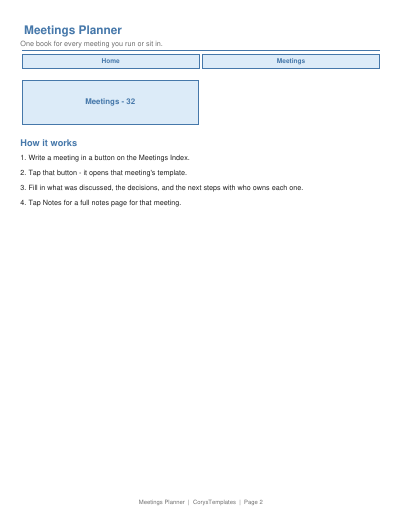 Meetings Planner
One book for every meeting you run or sit in.
Home
Meetings
Meetings - 32
How it works
1. Write a meeting in a button on the Meetings Index.
2. Tap that button - it opens that meeting's template.
3. Fill in what was discussed, the decisions, and the next steps with who owns each one.
4. Tap Notes for a full notes page for that meeting.
Meetings Planner | CorysTemplates | Page 2